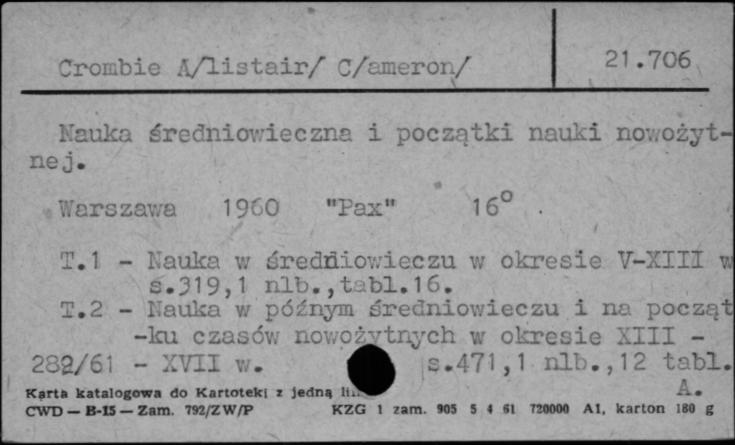 Crombie A/listair/ C/ameron/ 21.706
Nauka średniowieczna i początki nauki nowożyt-
nej.
Warszawa 1960 "Pax" 16°
T.1 - Nauka w średniowieczu w okresie V-XIII w
s.319,1 nlb.,tabl.16.
T.2 - Nauka w późnym średniowieczu i na począt
-ku czasów nowożytnych w okresie XIII -
282/61 - XVII w. s.471,1 nlb.,12 tabl.
A.
Karta katalogowa do Kartoteki z jedną
CWD — B-15 — Zam. 792/ZW/P KZG 1 zam. 905 5 4 61 720000 A1, karton 180 g